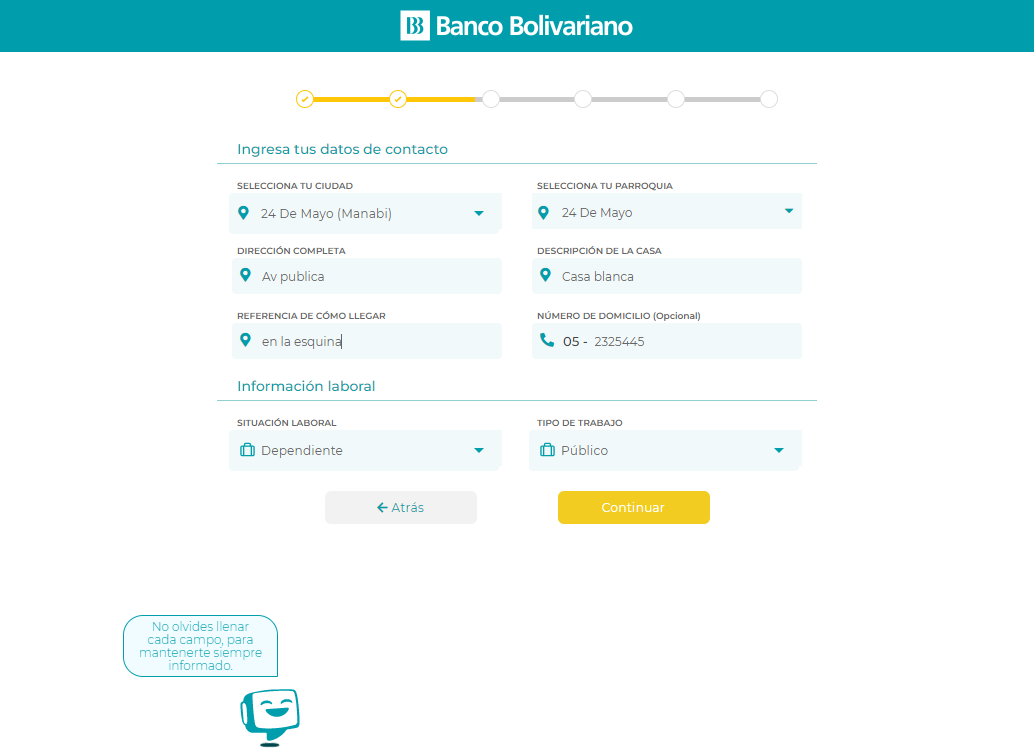 Banco Bolivariano
Ingresa tus datos de contacto
SELECCIONA TU CIUDAD
24 De Mayo (Manabi)
SELECCIONA TU PARROQUIA
24 De Mayo
DIRECCIÓN COMPLETA
Av publica
DESCRIPCIÓN DE LA CASA
Casa blanca
REFERENCIA DE CÓMO LLEGAR
en la esquina
NÚMERO DE DOMICILIO (Opcional)
05 - 2325445
Información laboral
SITUACIÓN LABORAL
Dependiente
TIPO DE TRABAJO
Público
Atrás
Continuar
No olvides llenar
cada campo, para
mantenerte siempre
informado.